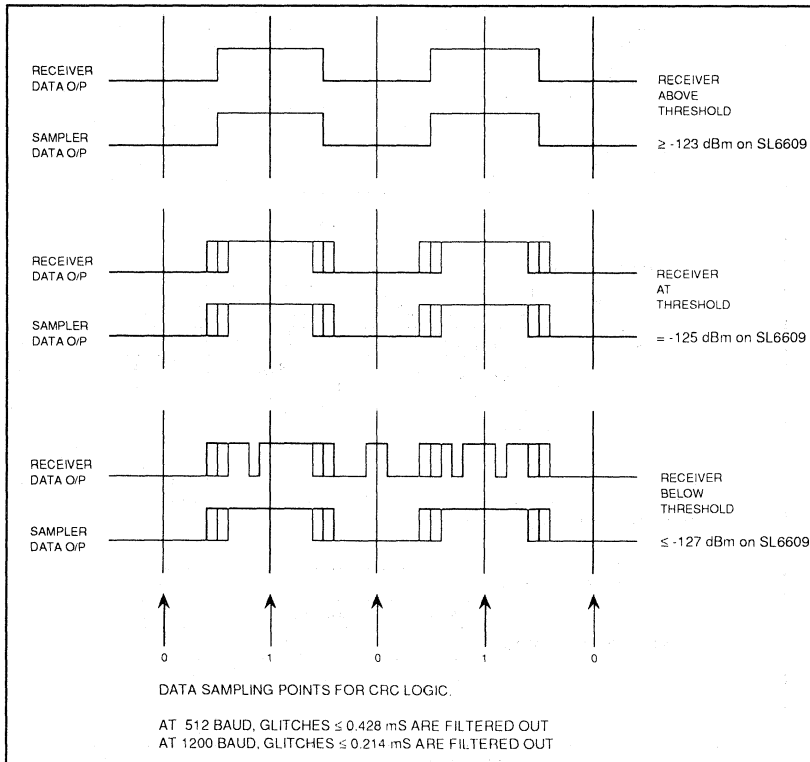 RECEIVER
DATA O/P
SAMPLER
DATA O/P
RECEIVER
ABOVE
THRESHOLD
≥ -123 dBm on SL6609
RECEIVER
DATA O/P
SAMPLER
DATA O/P
RECEIVER
AT
THRESHOLD
= -125 dBm on SL6609
RECEIVER
DATA O/P
SAMPLER
DATA O/P
RECEIVER
BELOW
THRESHOLD
≤ -127 dBm on SL6609
0 1 0 1 0
DATA SAMPLING POINTS FOR CRC LOGIC.
AT 512 BAUD, GLITCHES ≤ 0.428 mS ARE FILTERED OUT
AT 1200 BAUD, GLITCHES ≤ 0.214 mS ARE FILTERED OUT